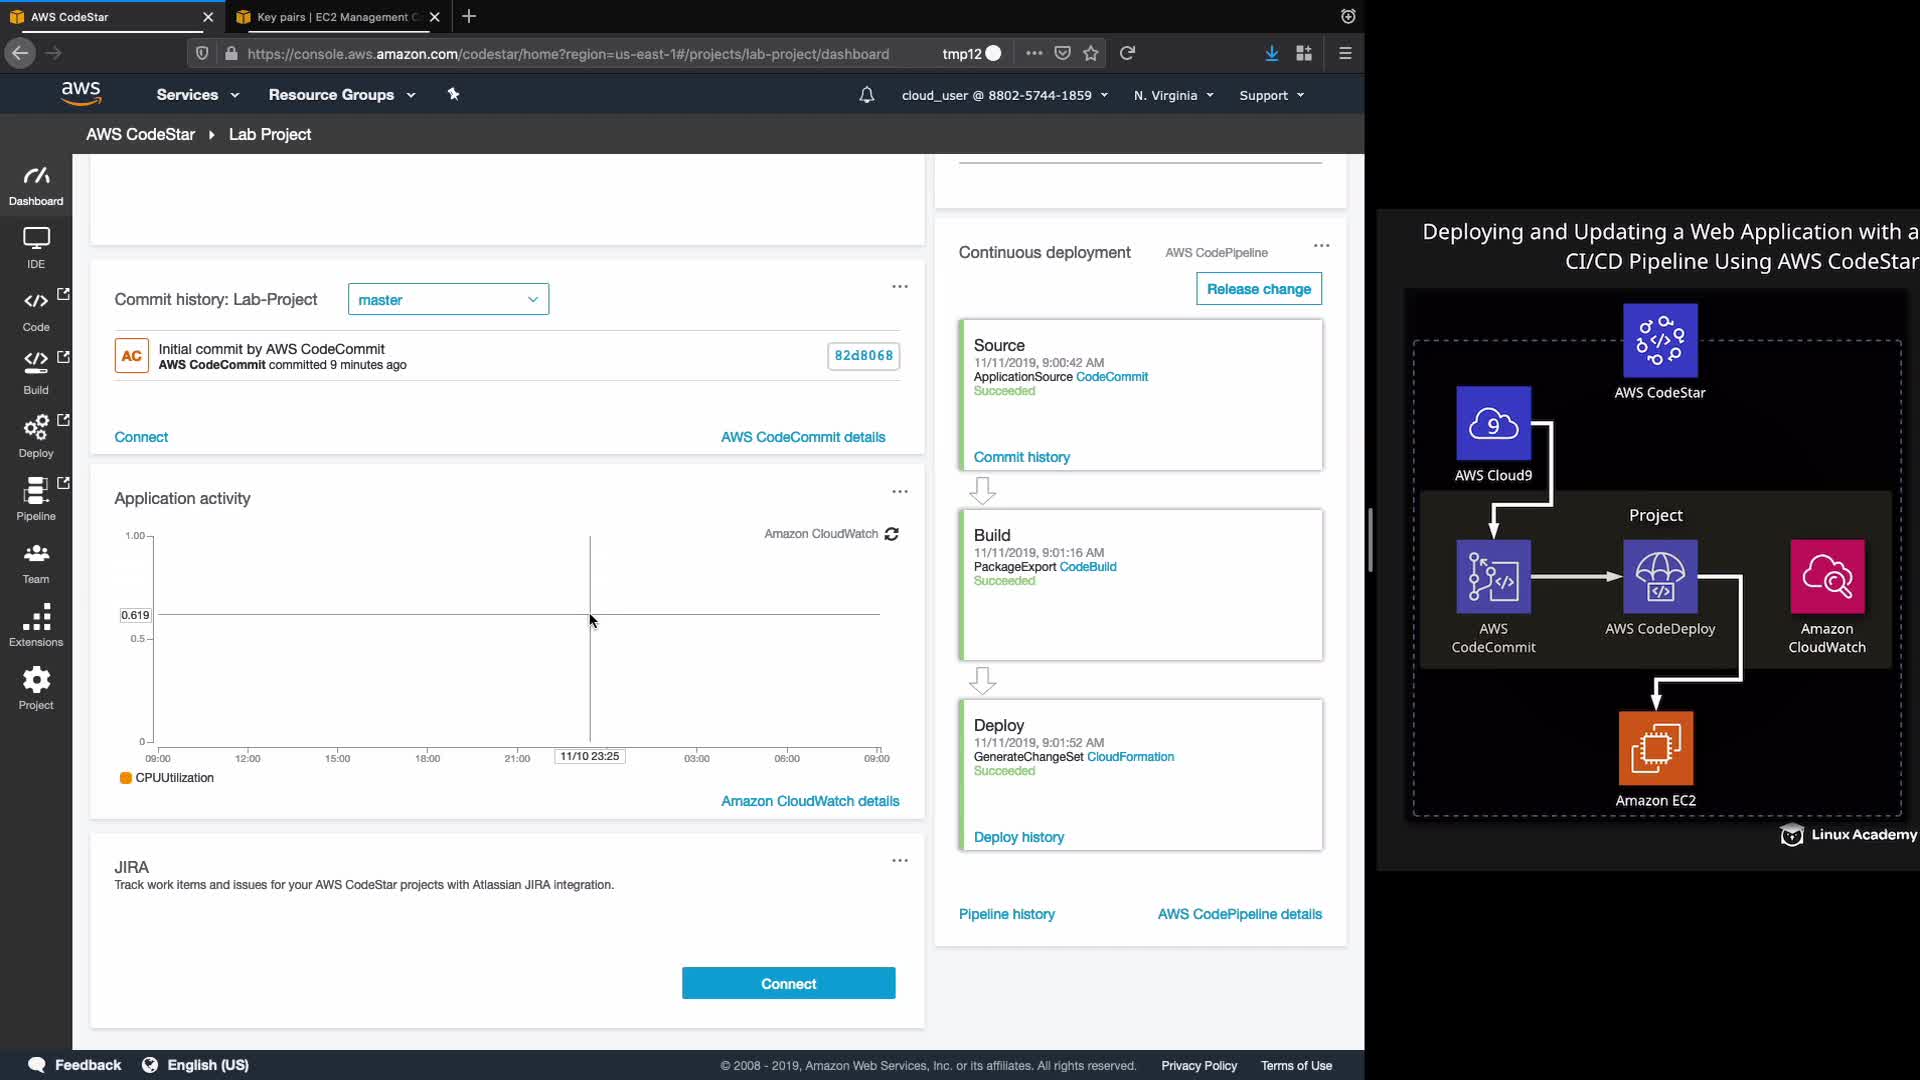 AWS CodeStar
Key pairs | EC2 Management C
https://console.aws.amazon.com/codestar/home?region=us-east-1#/projects/lab-project/dashboard
tmp12
aws
Services
Resource Groups
cloud_user @ 8802-5744-1859
N. Virginia
Support
AWS CodeStar
Lab Project
Dashboard
IDE
Code
Build
Deploy
Pipeline
Team
Extensions
Project
Commit history: Lab-Project
master
AC
Initial commit by AWS CodeCommit
AWS CodeCommit committed 9 minutes ago
82d8068
Connect
AWS CodeCommit details
Application activity
Amazon CloudWatch
1.00
0.619
0.5
0
09:00
12:00
15:00
18:00
21:00
11/10 23:25
03:00
06:00
09:00
CPUUtilization
Amazon CloudWatch details
JIRA
Track work items and issues for your AWS CodeStar projects with Atlassian JIRA integration.
Connect
Continuous deployment
AWS CodePipeline
Release change
Source
11/11/2019, 9:00:42 AM
ApplicationSource CodeCommit
Succeeded
Commit history
Build
11/11/2019, 9:01:16 AM
PackageExport CodeBuild
Succeeded
Deploy
11/11/2019, 9:01:52 AM
GenerateChangeSet CloudFormation
Succeeded
Deploy history
Pipeline history
AWS CodePipeline details
Feedback
English (US)
© 2008 - 2019, Amazon Web Services, Inc. or its affiliates. All rights reserved.
Privacy Policy
Terms of Use
Deploying and Updating a Web Application with a
CI/CD Pipeline Using AWS CodeStar
AWS CodeStar
9
AWS Cloud9
Project
AWS
CodeCommit
AWS CodeDeploy
Amazon
CloudWatch
Amazon EC2
Linux Academy